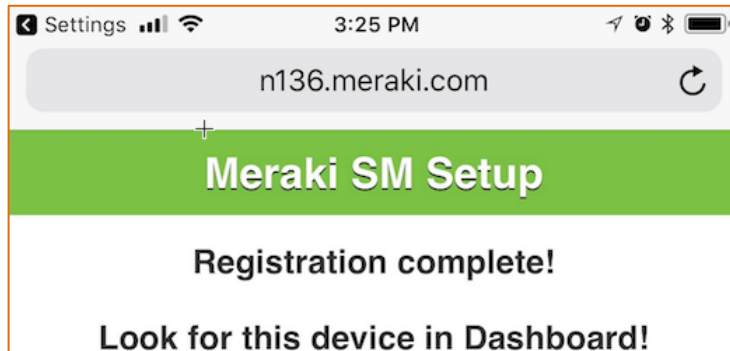 Settings 3:25 PM
n136.meraki.com
Meraki SM Setup
Registration complete!
Look for this device in Dashboard!